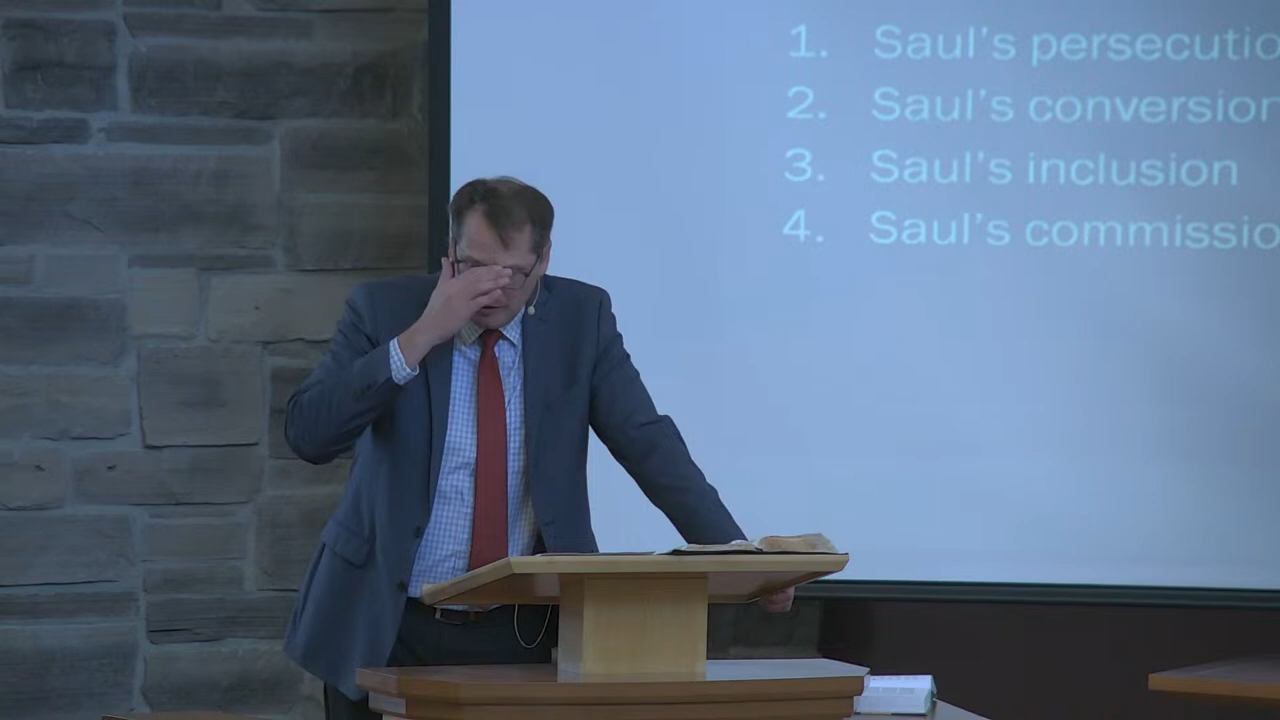 1. Saul's persecutio
2. Saul's conversion
3. Saul's inclusion
4. Saul's commissio